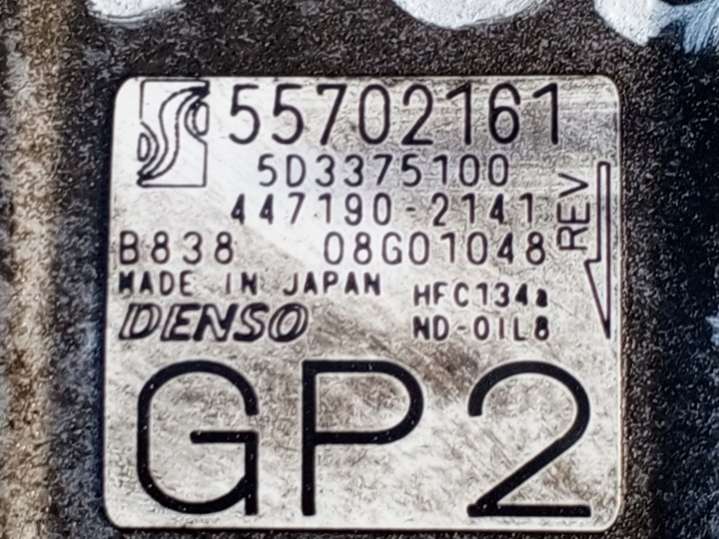 55702161
5D3375100
447190-2141
B838 08G01048
REV
MADE IN JAPAN HFC134a
DENSO ND-OIL8
GP2